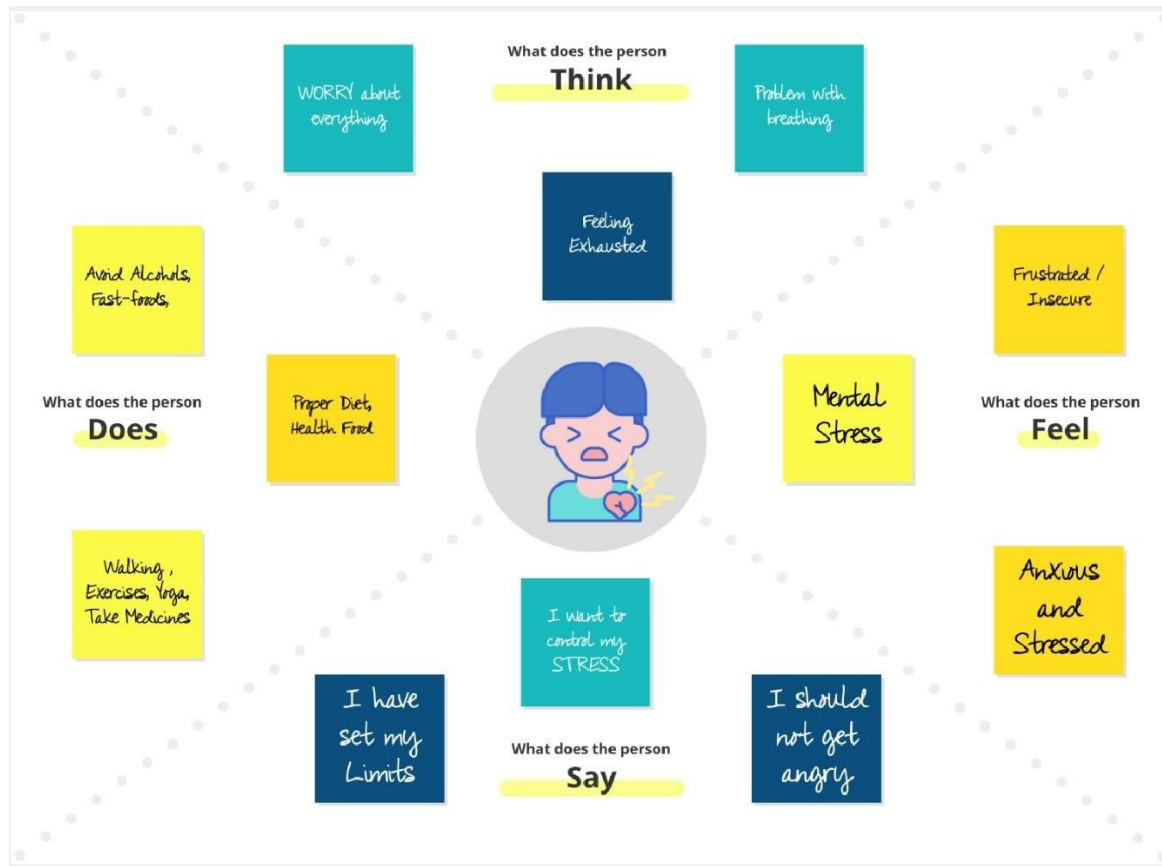 What does the person
Think
WORRY about
everything
Problem with
breathing
Feeling
Exhausted
Avoid Alcohols,
Fast-foods,
What does the person
Does
Proper Diet,
Health Food
Walking,
Exercises, Yoga,
Take Medicines
Frustrated /
Insecure
What does the person
Feel
Mental
Stress
Anxious
and
Stressed
I want to
control my
STRESS
I have
set my
Limits
What does the person
Say
I should
not get
angry